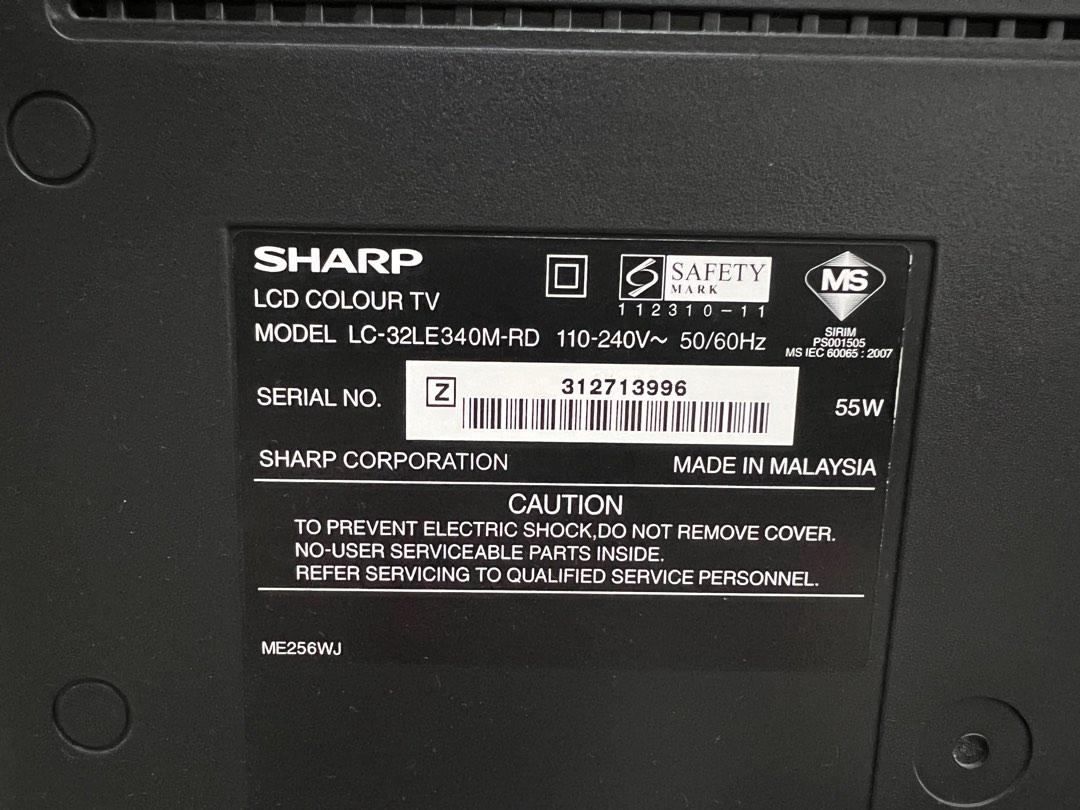 SHARP
LCD COLOUR TV
SAFETY
MARK
112310-11
MS
SIRIM
PS001505
MS IEC 60065 : 2007
MODEL LC-32LE340M-RD 110-240V~ 50/60Hz
SERIAL NO.
Z
312713996
55W
SHARP CORPORATION
MADE IN MALAYSIA
CAUTION
TO PREVENT ELECTRIC SHOCK,DO NOT REMOVE COVER.
NO-USER SERVICEABLE PARTS INSIDE.
REFER SERVICING TO QUALIFIED SERVICE PERSONNEL.
ME256WJ